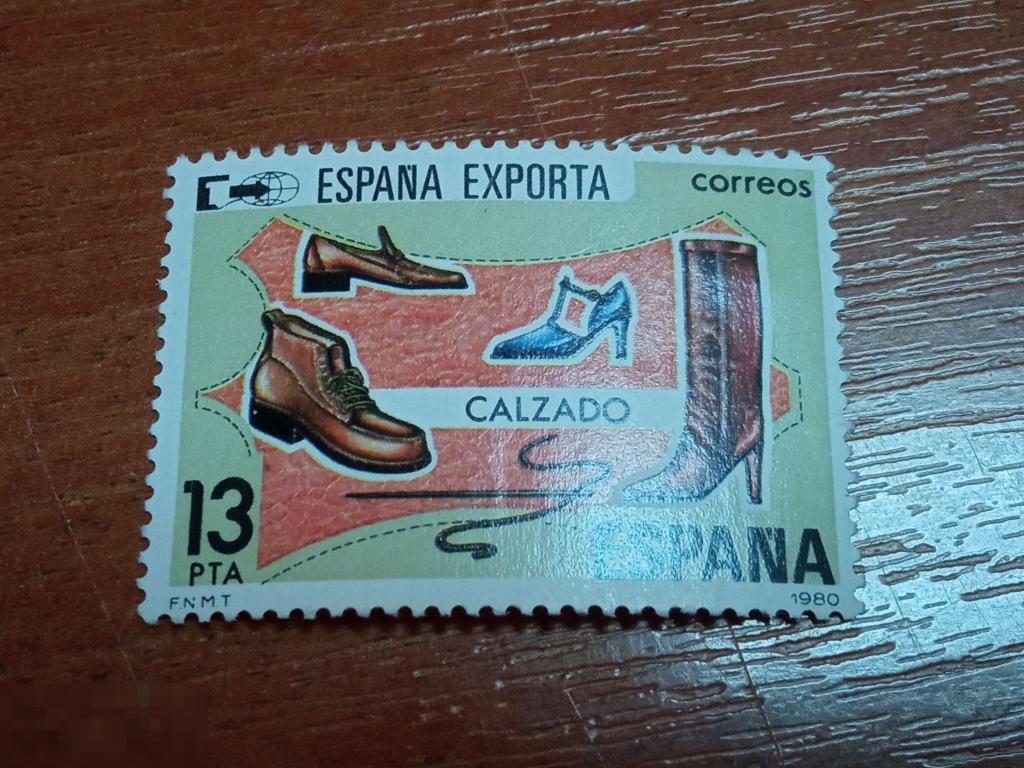 ESPAÑA EXPORTA
correos
CALZADO
13
PTA
ESPAÑA
F.N.M.T
1980